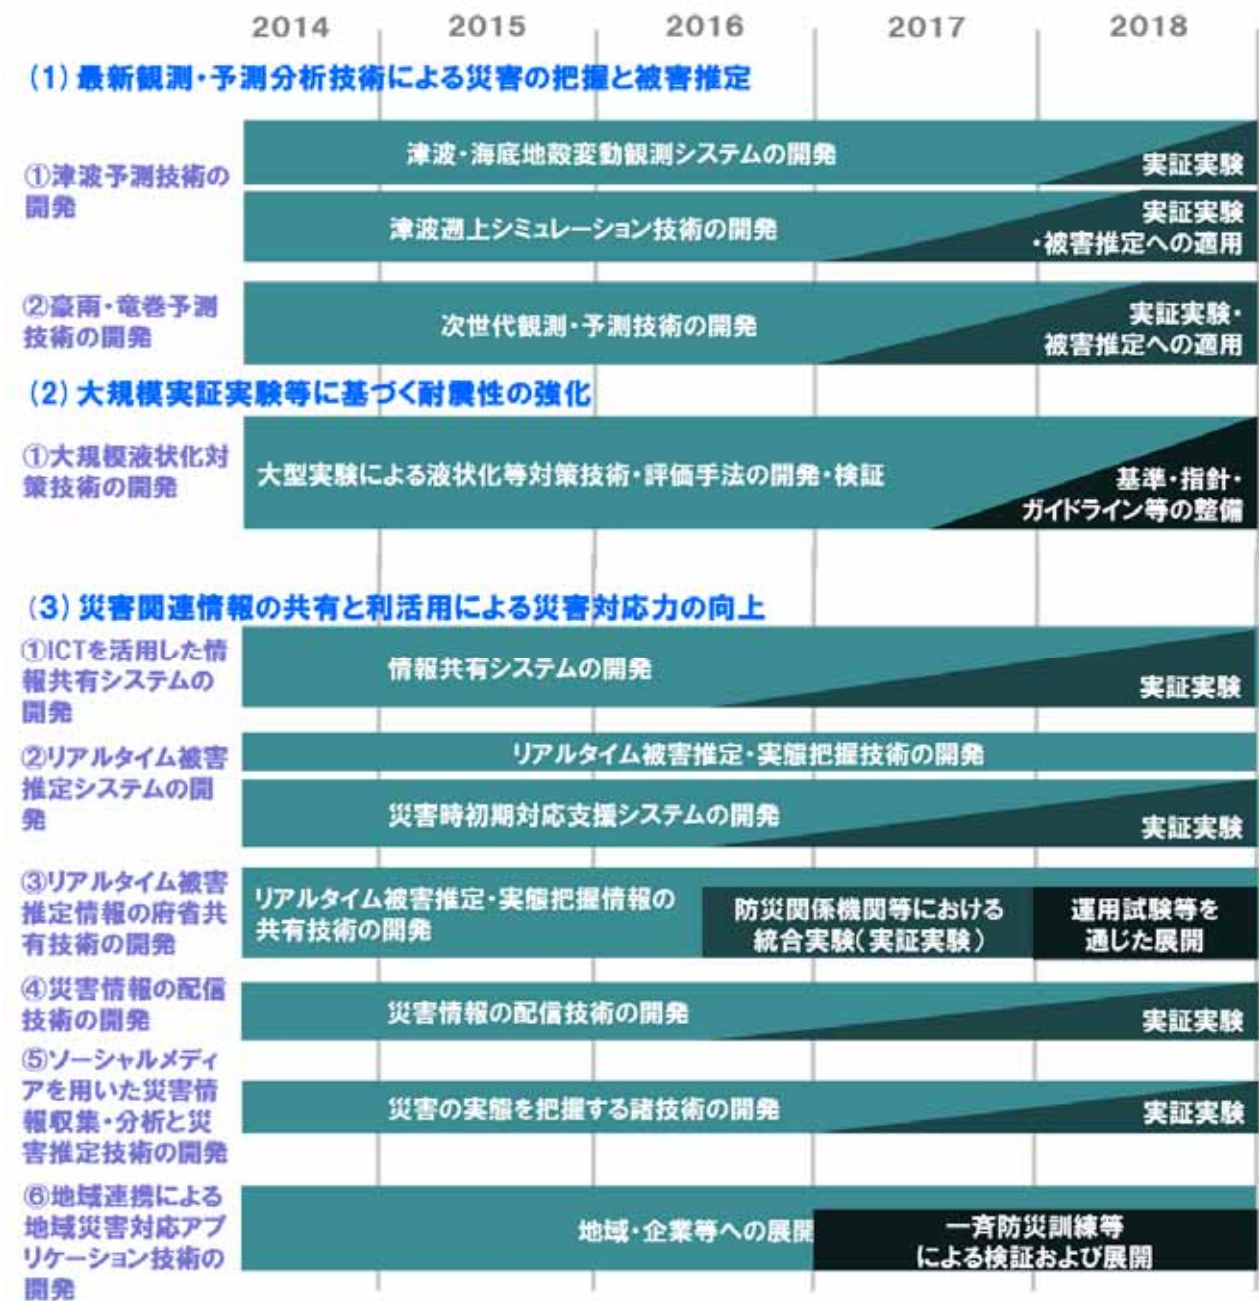 2014 2015 2016 2017 2018
(1)最新観測・予測分析技術による災害の把握と被害推定
①津波予測技術の
開発
津波・海底地殻変動観測システムの開発
実証実験
津波遡上シミュレーション技術の開発
実証実験
・被害推定への適用
②豪雨・竜巻予測
技術の開発
次世代観測・予測技術の開発
実証実験・
被害推定への適用
(2)大規模実証実験等に基づく耐震性の強化
①大規模液状化対
策技術の開発
大型実験による液状化等対策技術・評価手法の開発・検証
基準・指針・
ガイドライン等の整備
(3)災害関連情報の共有と利活用による災害対応力の向上
①ICTを活用した情
報共有システムの
開発
情報共有システムの開発
実証実験
②リアルタイム被害
推定システムの開
発
リアルタイム被害推定・実態把握技術の開発
災害時初期対応支援システムの開発
実証実験
③リアルタイム被害
推定情報の府省共
有技術の開発
リアルタイム被害推定・実態把握情報の
共有技術の開発
防災関係機関等における
統合実験(実証実験)
運用試験等を
通じた展開
④災害情報の配信
技術の開発
災害情報の配信技術の開発
実証実験
⑤ソーシャルメディ
アを用いた災害情
報収集・分析と災
害推定技術の開発
災害の実態を把握する諸技術の開発
実証実験
⑥地域連携による
地域災害対応アプ
リケーション技術の
開発
地域・企業等への展開
一斉防災訓練等
による検証および展開